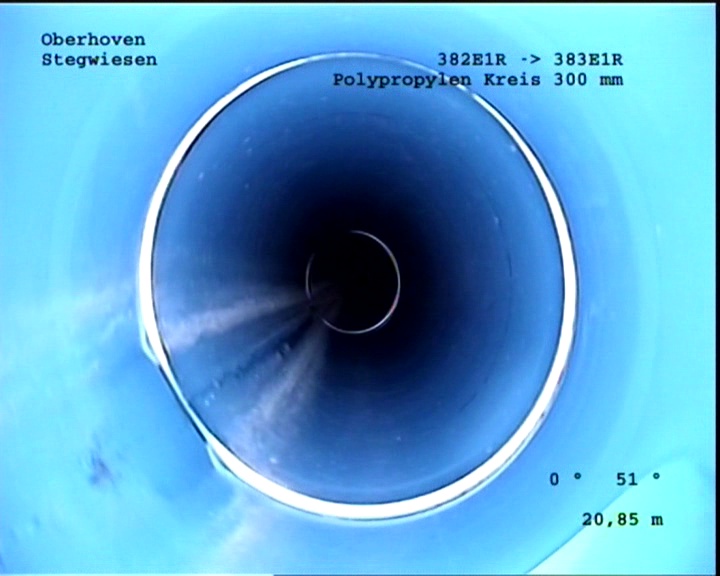 Oberhoven
Stegwiesen
382E1R -> 383E1R
Polypropylen Kreis 300 mm
0 ° 51 °
20,85 m